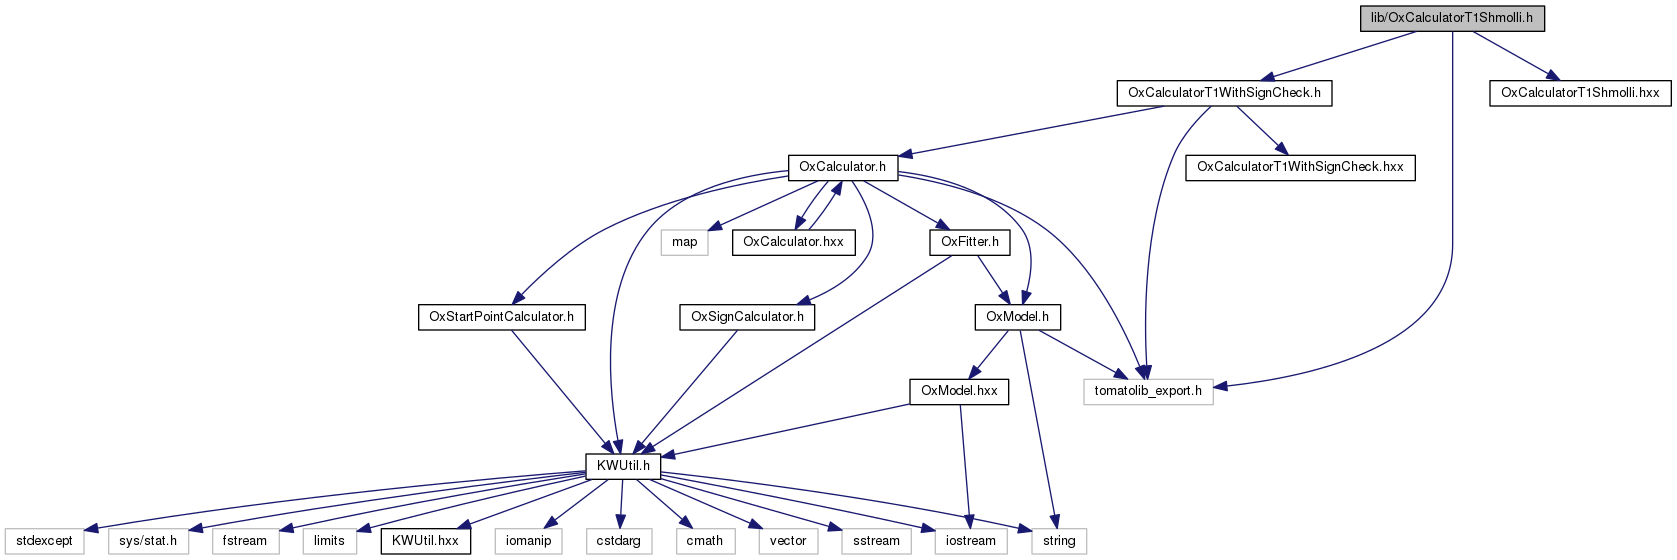 lib/OxCalculatorT1Shmolli.h
OxCalculatorT1WithSignCheck.h
OxCalculatorT1Shmolli.hxx
OxCalculator.h
OxCalculatorT1WithSignCheck.hxx
map
OxCalculator.hxx
OxFitter.h
OxStartPointCalculator.h
OxSignCalculator.h
OxModel.h
OxModel.hxx
tomatolib_export.h
KWUtil.h
stdexcept
sys/stat.h
fstream
limits
KWUtil.hxx
iomanip
cstdarg
cmath
vector
sstream
iostream
string